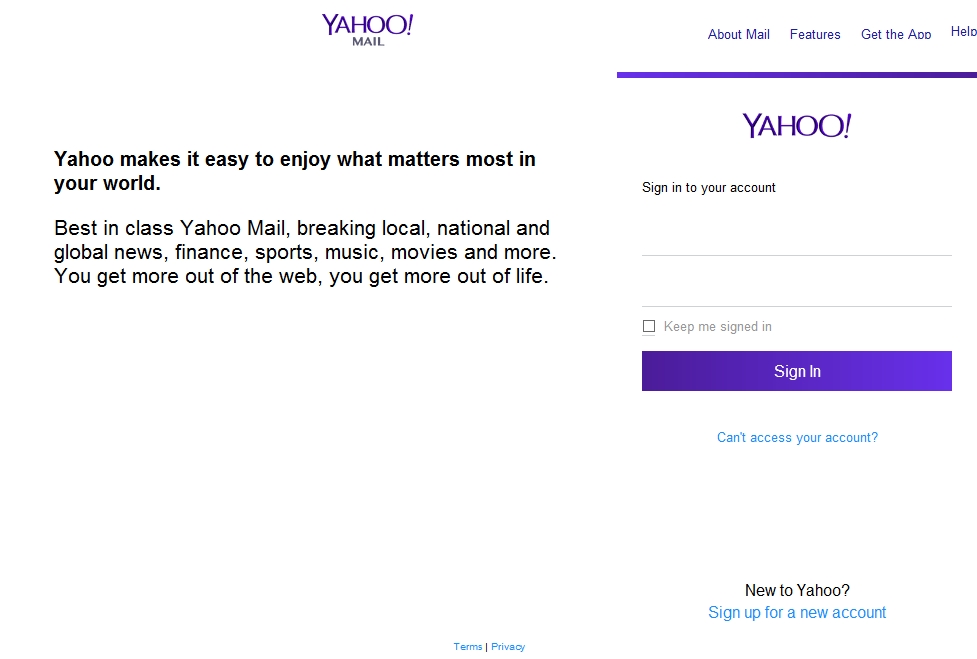 YAHOO!
MAIL
About Mail Features Get the App Help
YAHOO!
Yahoo makes it easy to enjoy what matters most in
your world.
Best in class Yahoo Mail, breaking local, national and
global news, finance, sports, music, movies and more.
You get more out of the web, you get more out of life.
Sign in to your account
Keep me signed in
Sign In
Can't access your account?
New to Yahoo?
Sign up for a new account
Terms | Privacy